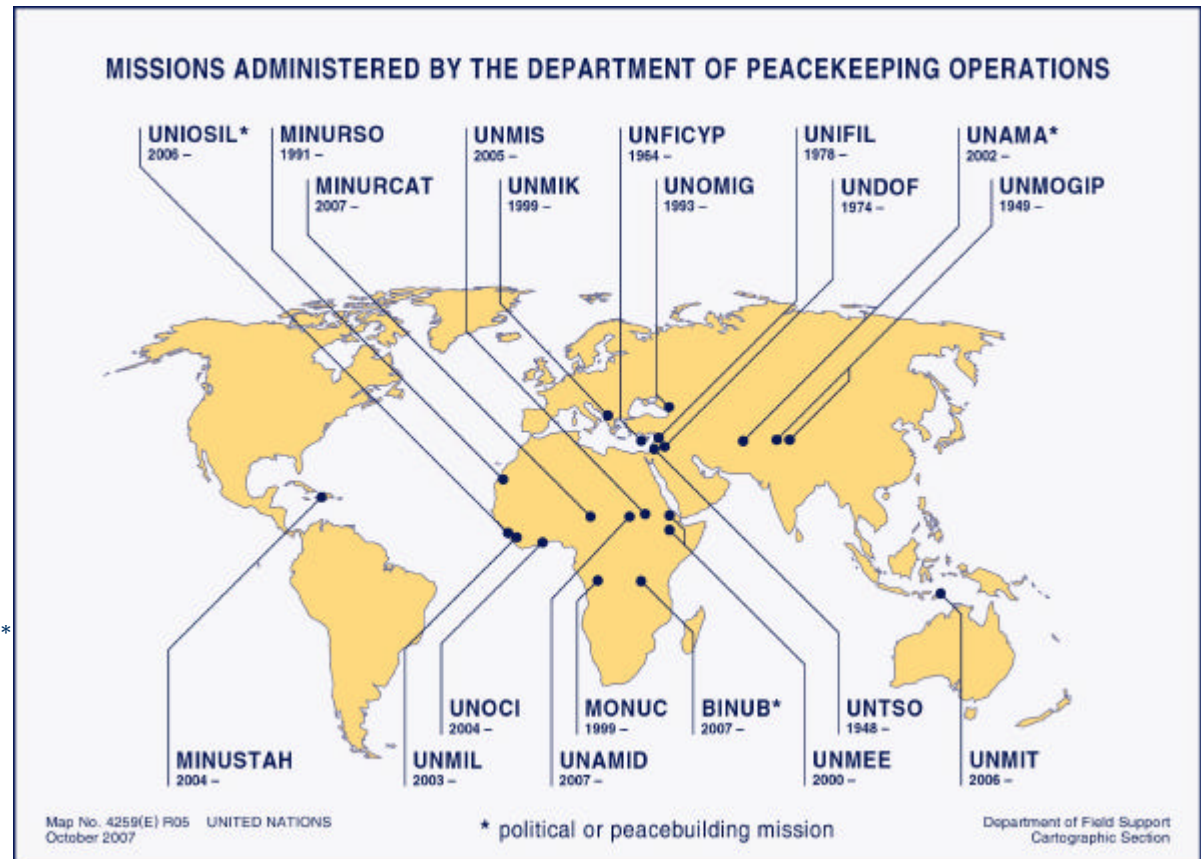 MISSIONS ADMINISTERED BY THE DEPARTMENT OF PEACEKEEPING OPERATIONS
UNIOSIL*
2006 –
MINURSO
1991 –
UNMIS
2005 –
UNFICYP
1964 –
UNIFIL
1978 –
UNAMA*
2002 –
MINURCAT
2007 –
UNMIK
1999 –
UNOMIG
1993 –
UNDOF
1974 –
UNMOGIP
1949 –
*
UNOCI
2004 –
MONUC
1999 –
BINUB*
2007 –
UNTSO
1948 –
MINUSTAH
2004 –
UNMIL
2003 –
UNAMID
2007 –
UNMEE
2000 –
UNMIT
2006 –
Map No. 4259(E) R05 UNITED NATIONS
October 2007
* political or peacebuilding mission
Department of Field Support
Cartographic Section